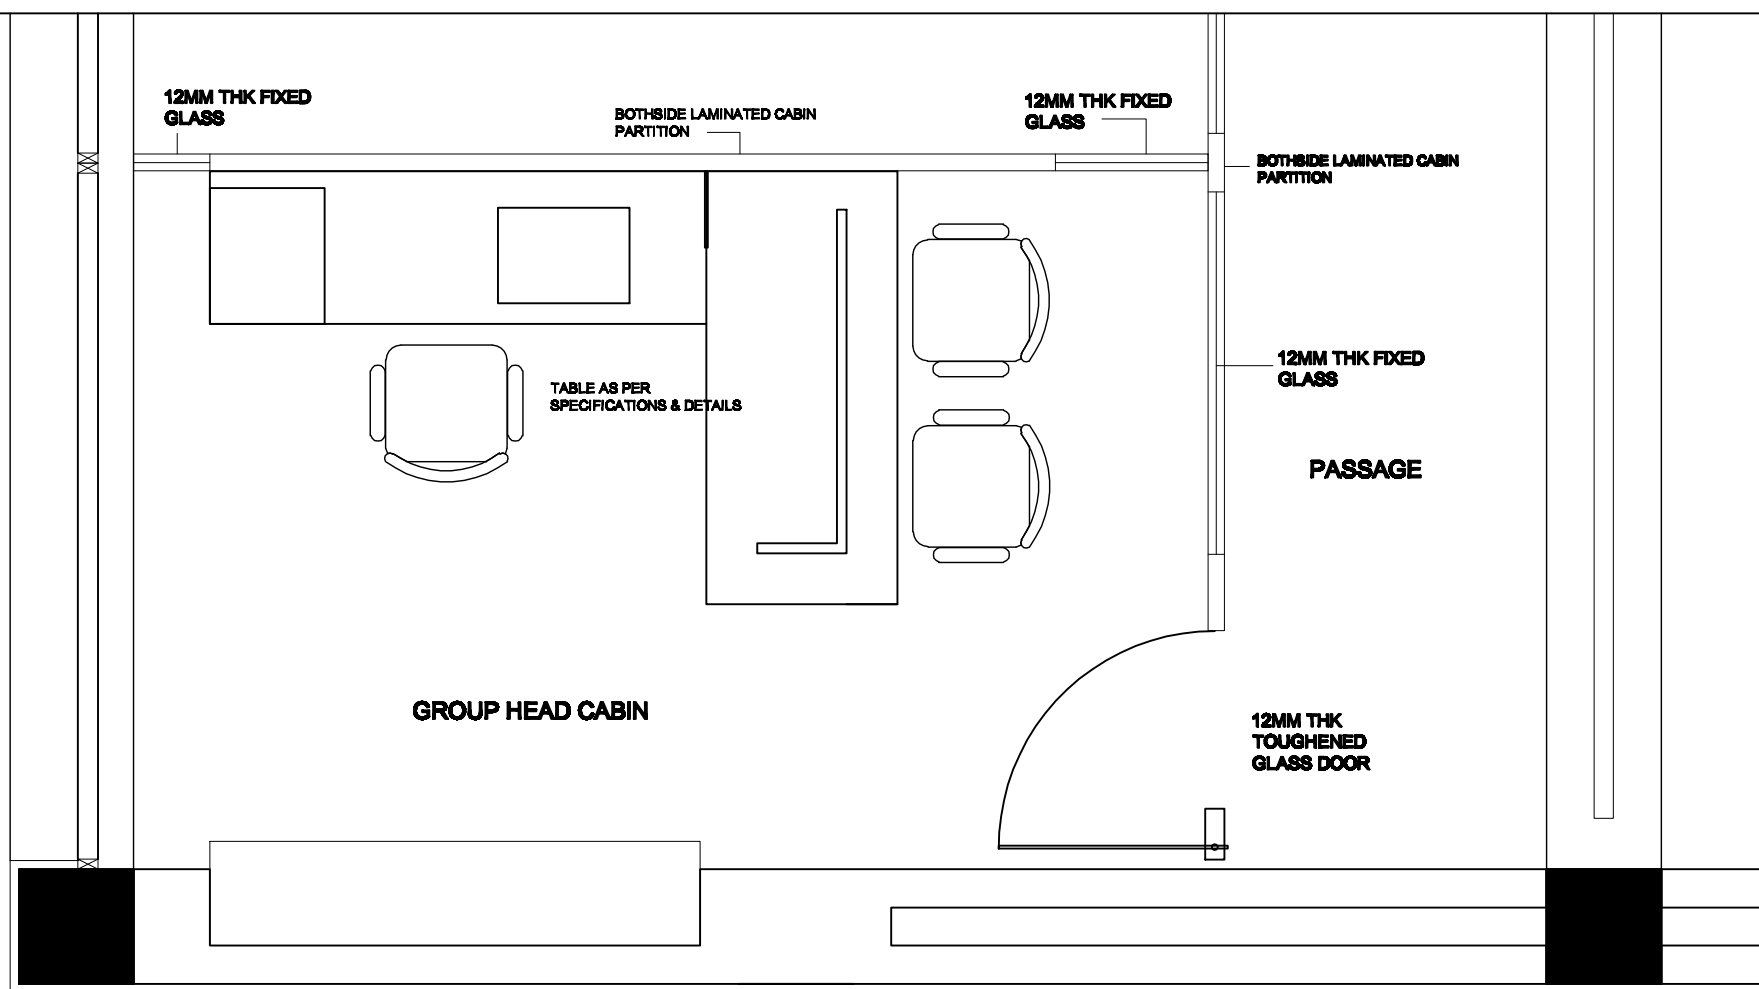 12MM THK FIXED
GLASS
BOTHSIDE LAMINATED CABIN
PARTITION
12MM THK FIXED
GLASS
BOTHSIDE LAMINATED CABIN
PARTITION
12MM THK FIXED
GLASS
TABLE AS PER
SPECIFICATIONS & DETAILS
PASSAGE
GROUP HEAD CABIN
12MM THK
TOUGHENED
GLASS DOOR